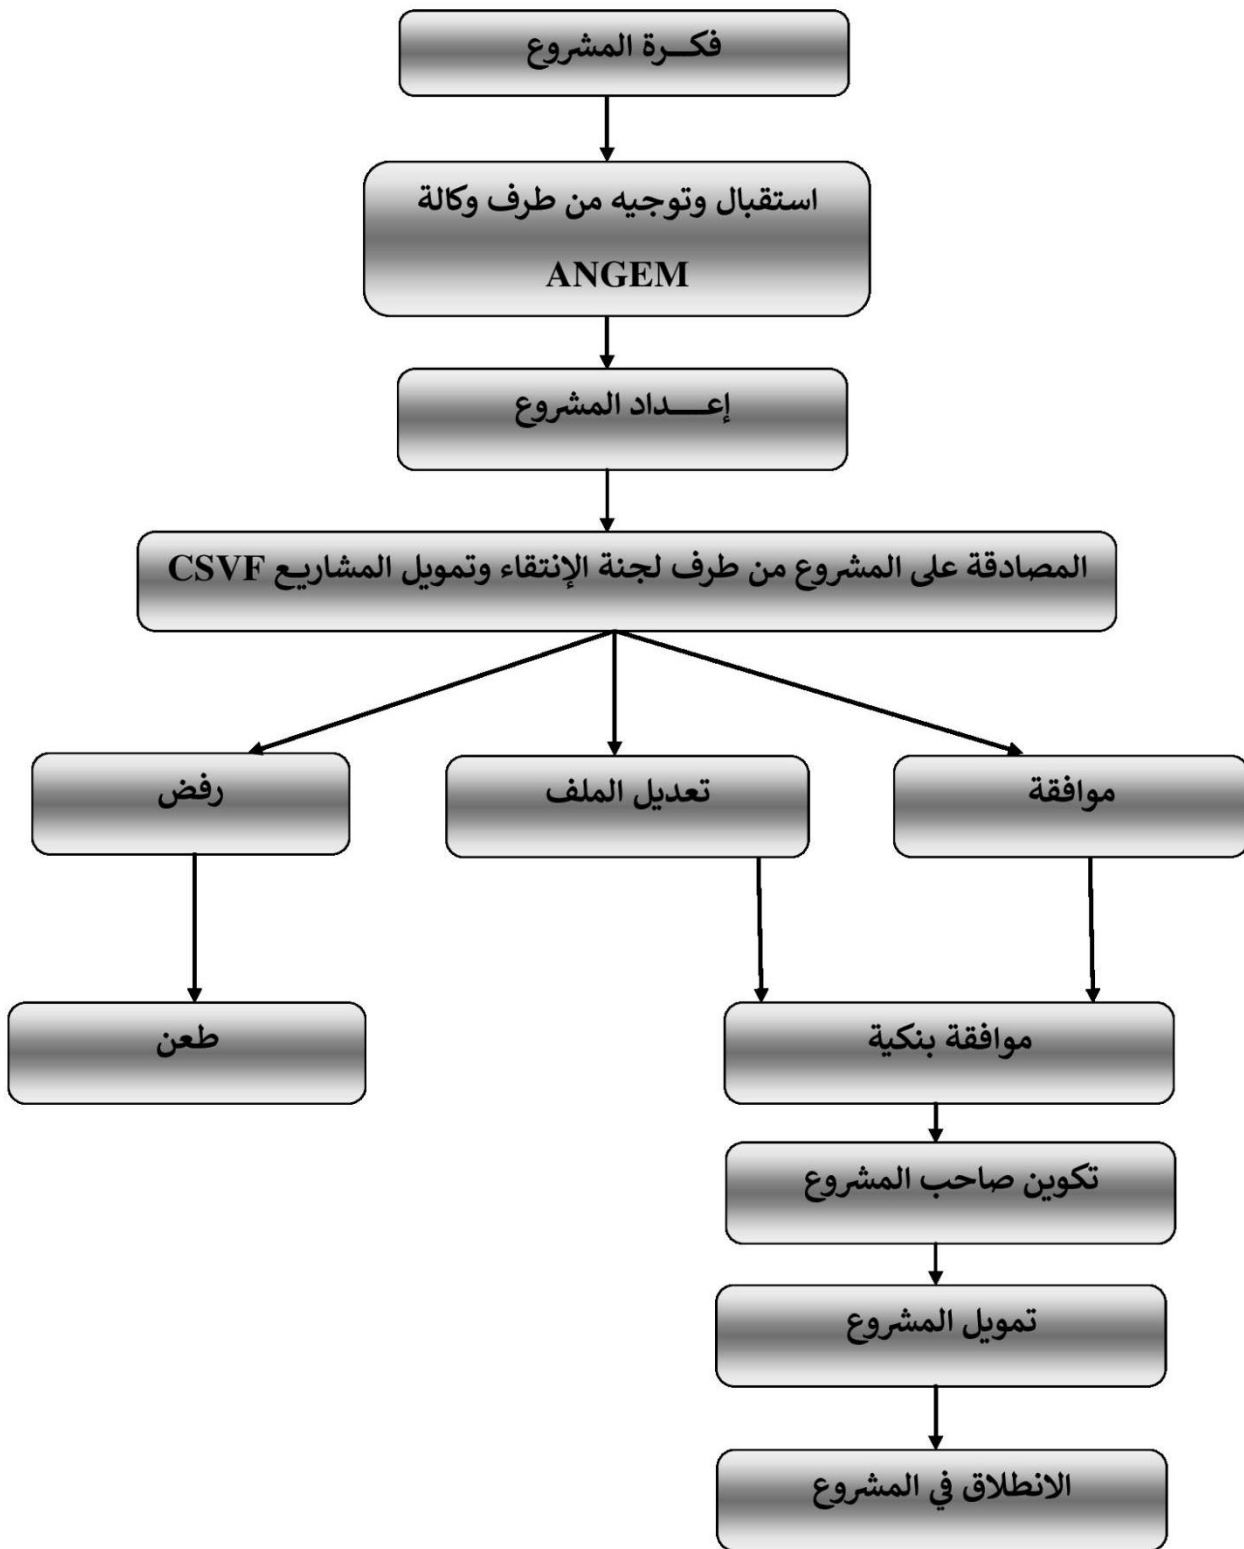 فكـــرة المشروع
استقبال وتوجيه من طرف وكالة
ANGEM
إعــــداد المشروع
المصادقة على المشروع من طرف لجنة الإنتقاء وتمويل المشاريع CSVF
موافقة
تعديل الملف
رفض
موافقة بنكية
طعن
تكوين صاحب المشروع
تمويل المشروع
الانطلاق في المشروع